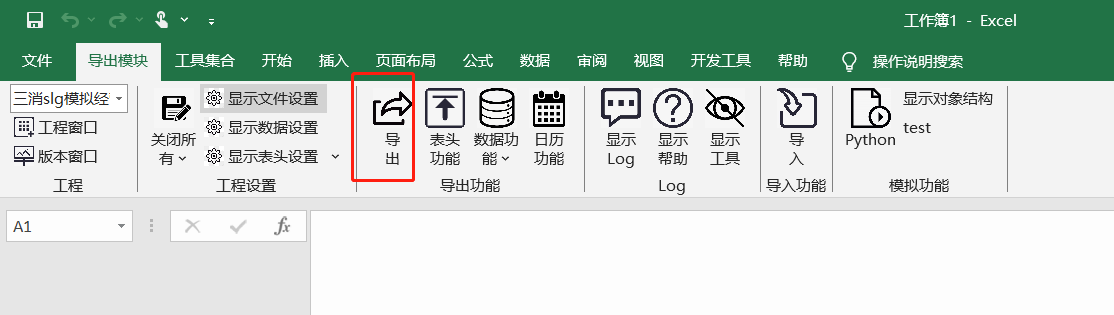 工作簿1 - Excel
文件 导出模块 工具集合 开始 插入 页面布局 公式 数据 审阅 视图 开发工具 帮助 操作说明搜索
三消slg模拟经
工程窗口
版本窗口
工程
关闭所
有
显示文件设置
显示数据设置
显示表头设置
工程设置
导
出
表头
功能
数据功
能
日历
功能
导出功能
显示
Log
显示
帮助
显示
工具
Log
导
入
导入功能
Python
显示对象结构
test
模拟功能
A1
fx